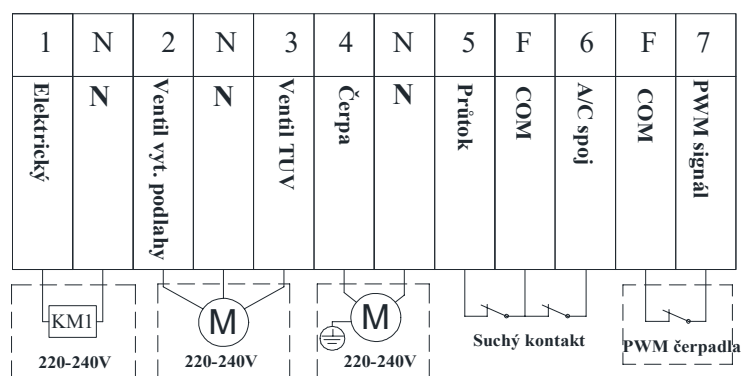 1 N 2 N 3 4 N 5 F 6 F 7
Elektrický
N
Ventil vyt. podlahy
N
Ventil TUV
Čerpa
N
Průtok
COM
A/C spoj
COM
PWM signál
KM1
M
M
Suchý kontakt
220-240V
220-240V
220-240V
PWM čerpadla